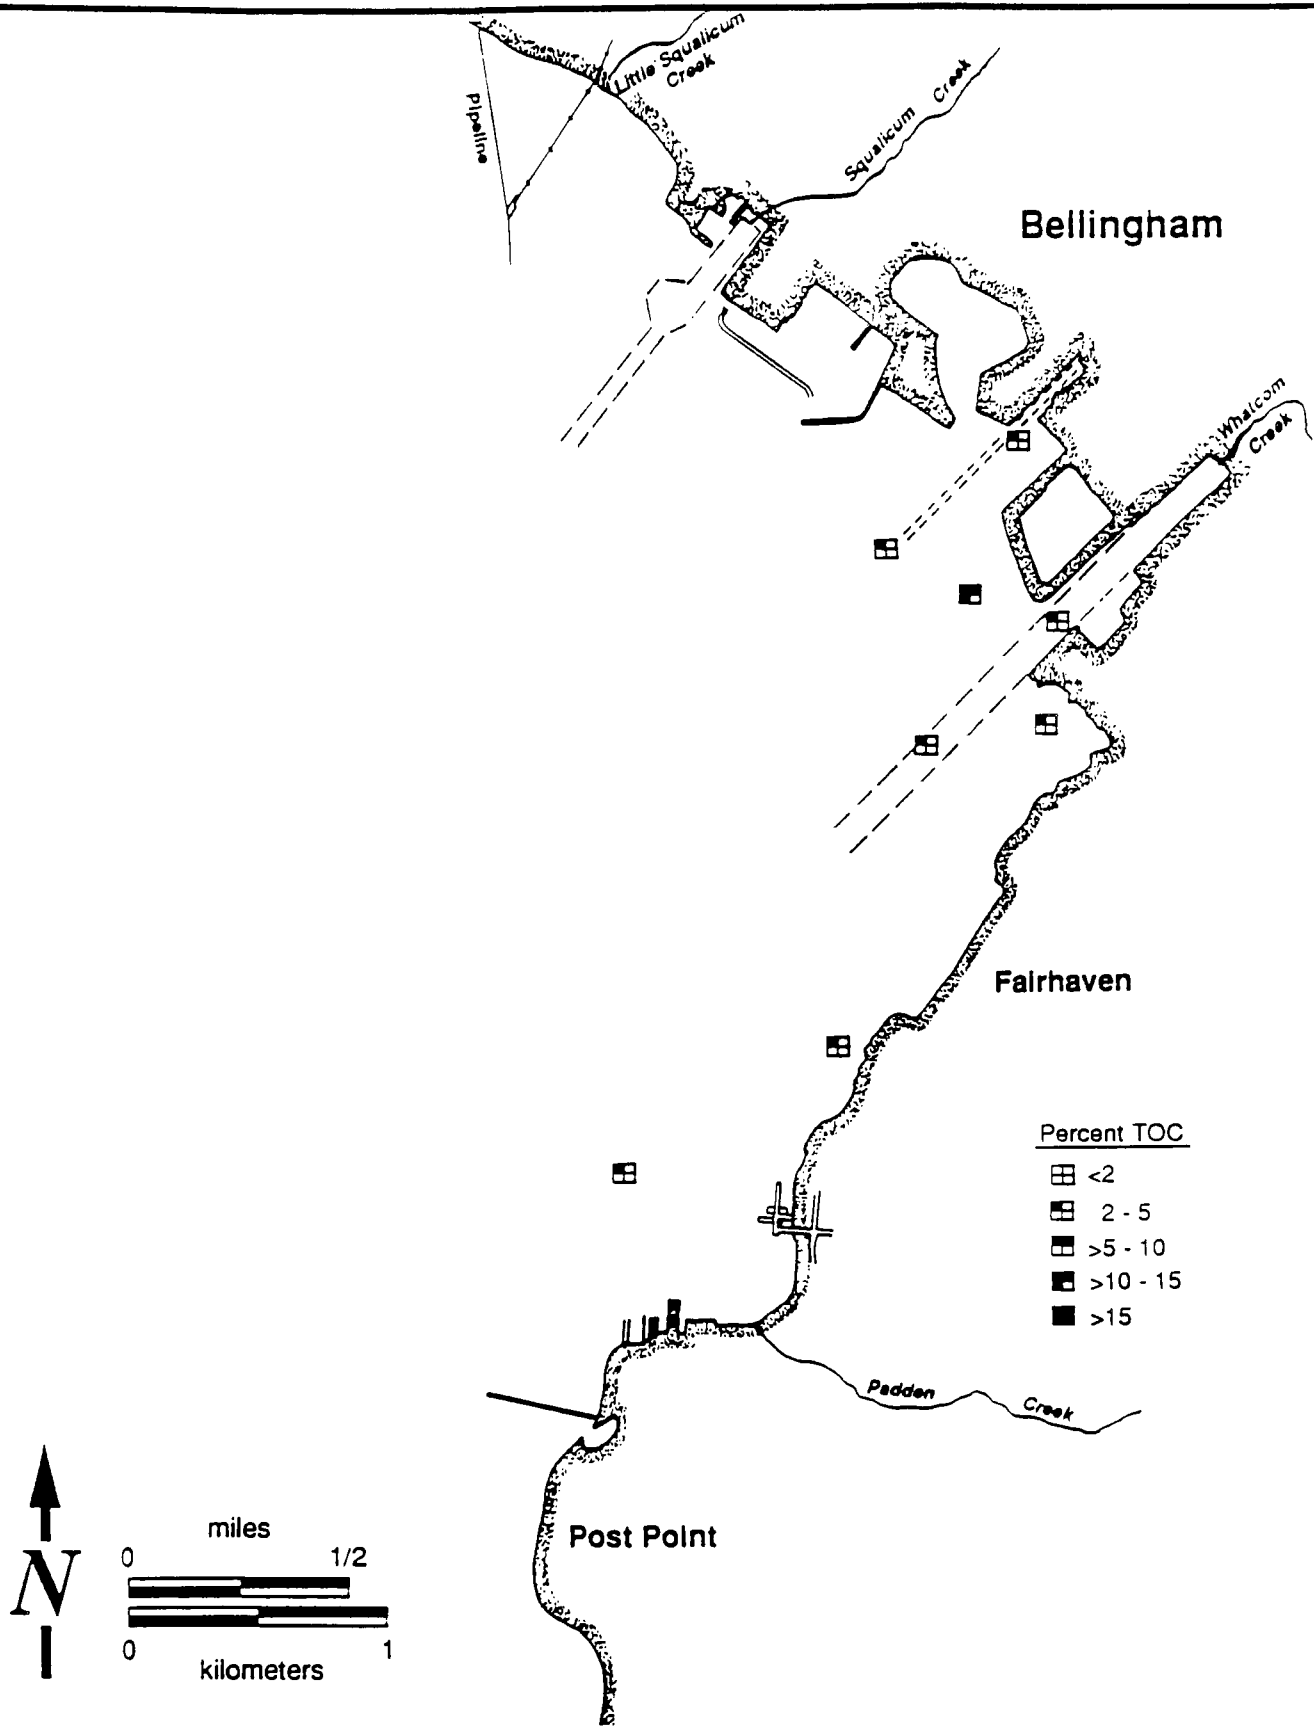 Little Squalicum
Creek
Pipeline
Squalicum Creek
Bellingham
Whatcom
Creek
Fairhaven
Percent TOC
<2
2 - 5
>5 - 10
>10 - 15
>15
Padden Creek
Post Point
miles
0 1/2
0 1
kilometers
N